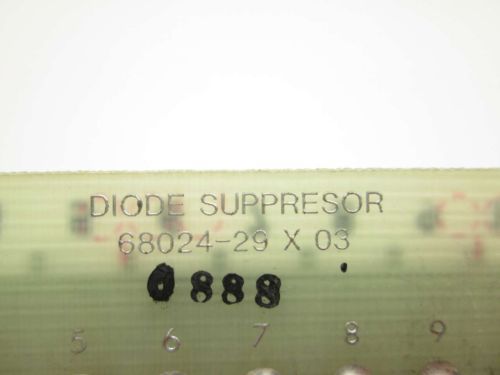 DIODE SUPPRESOR
68024-29 X 03
0888
5 6 7 8 9